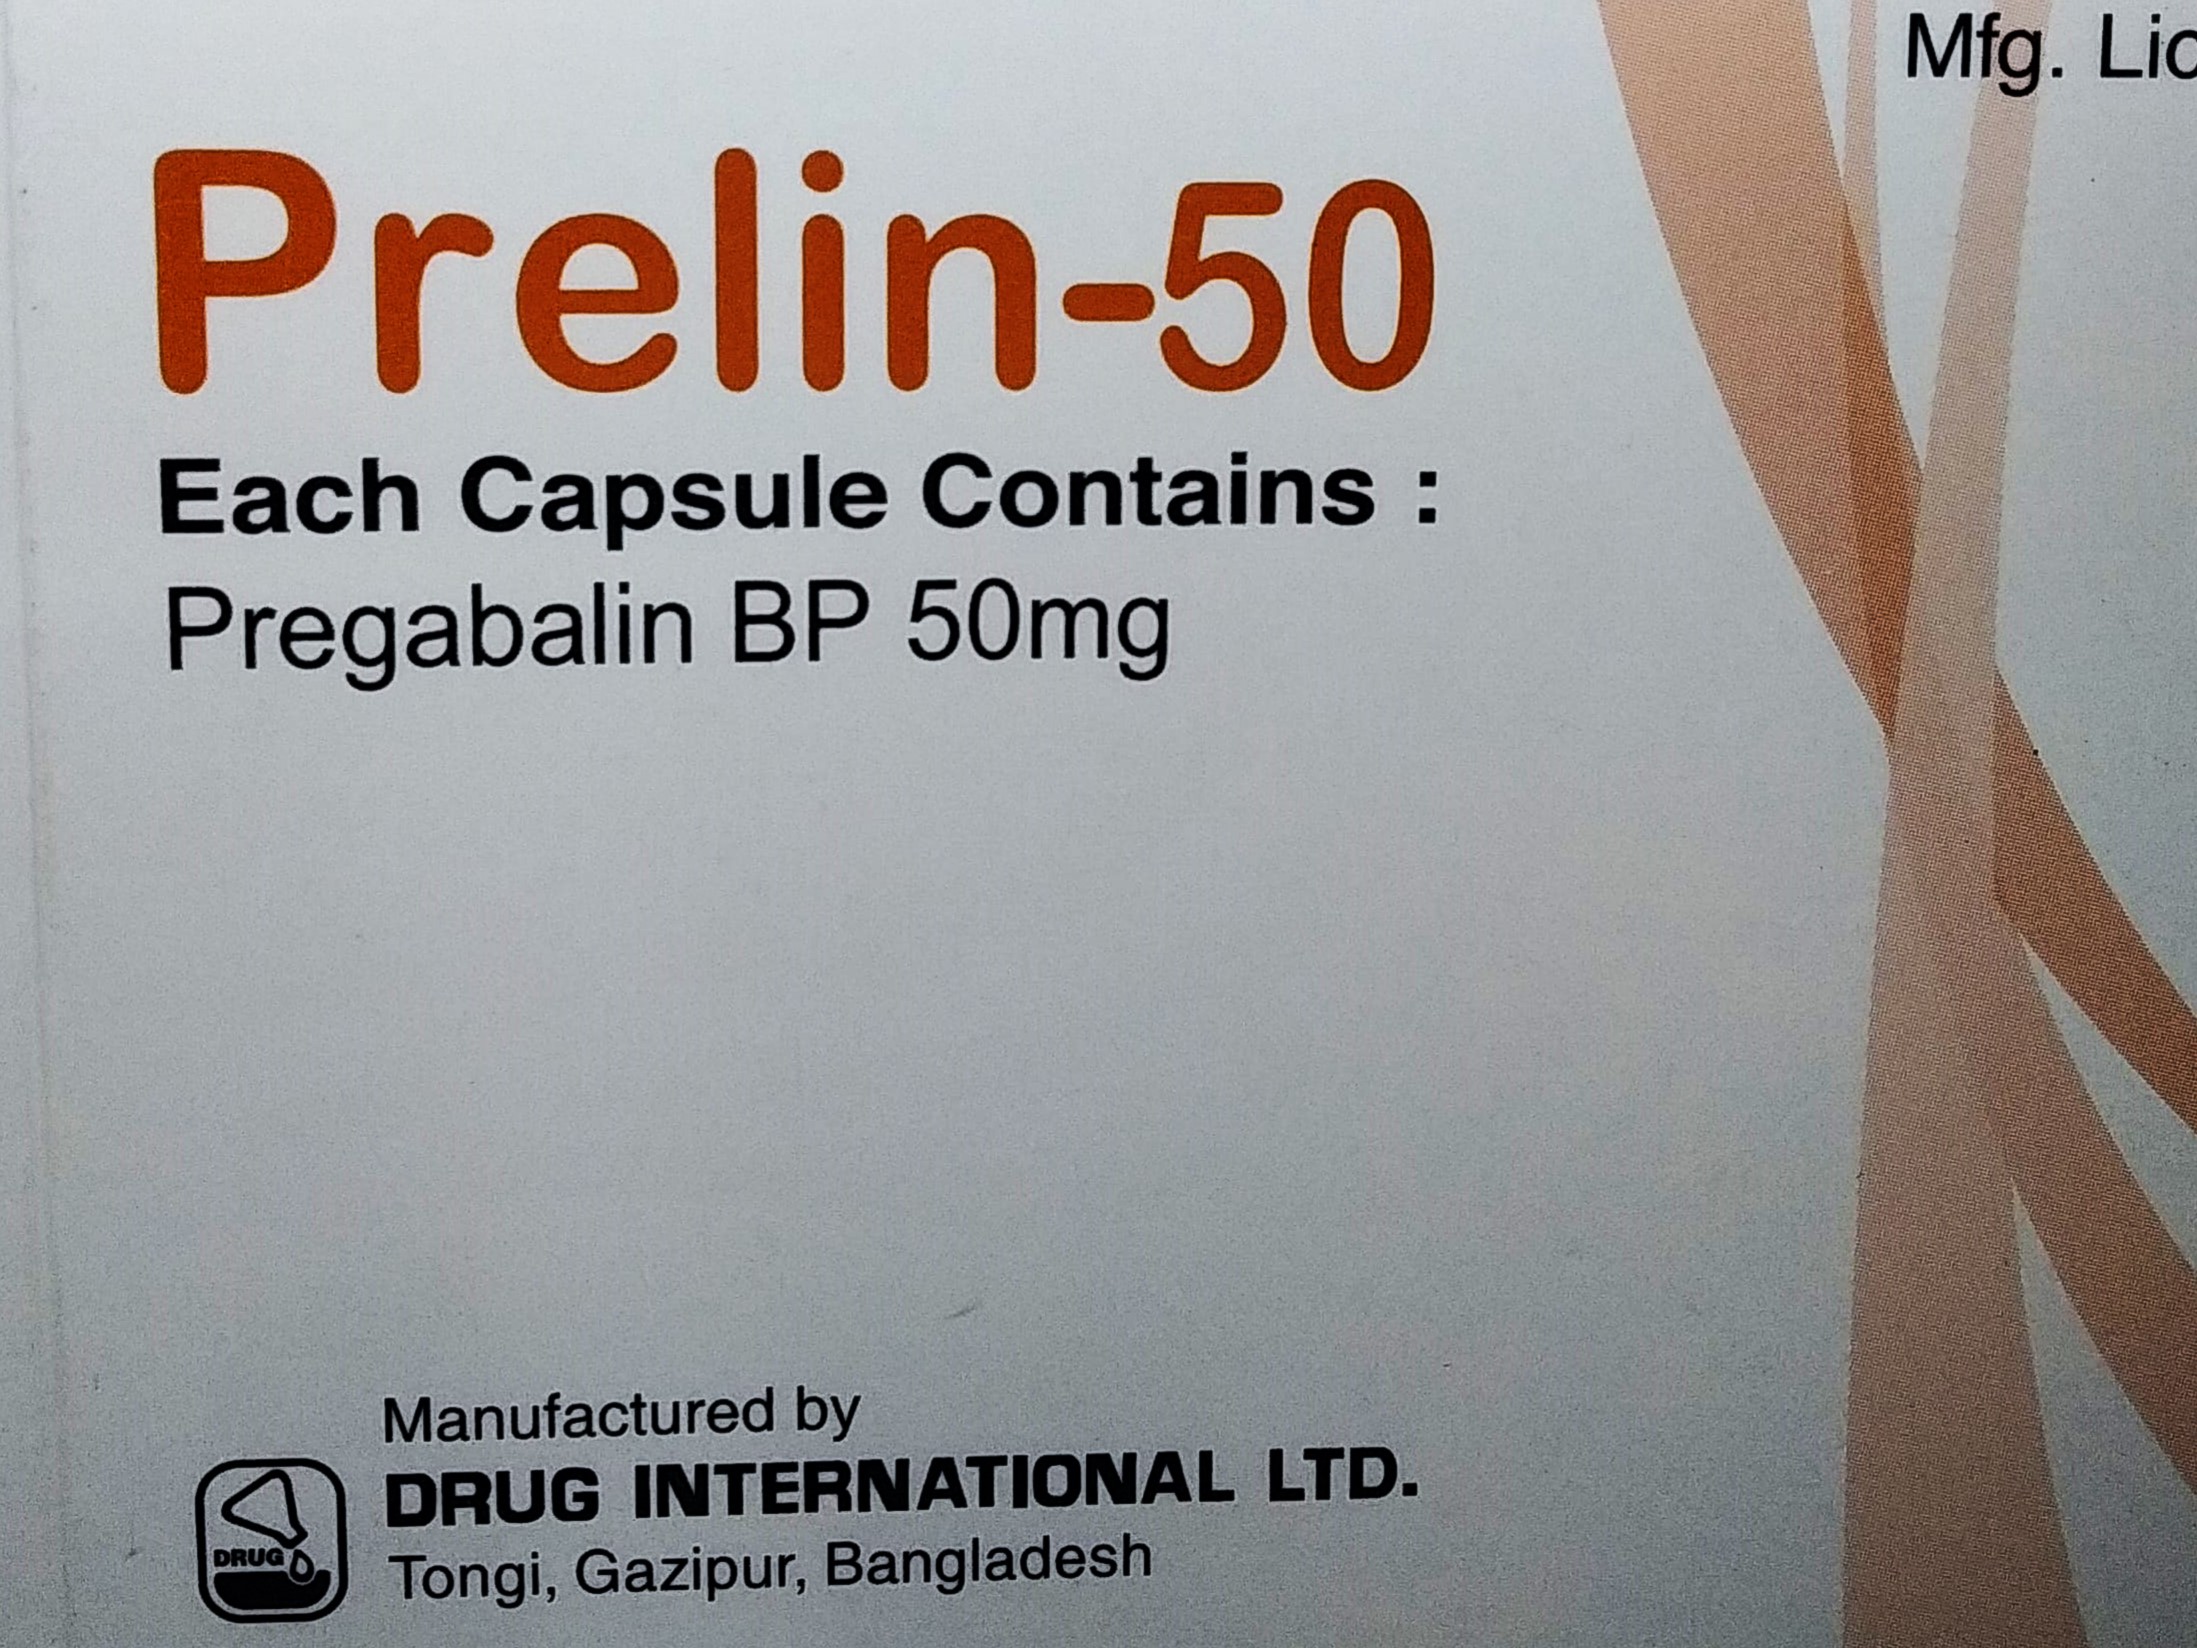 Mfg. Lic
Prelin-50
Each Capsule Contains :
Pregabalin BP 50mg
Manufactured by
DRUG INTERNATIONAL LTD.
Tongi, Gazipur, Bangladesh
DRUG